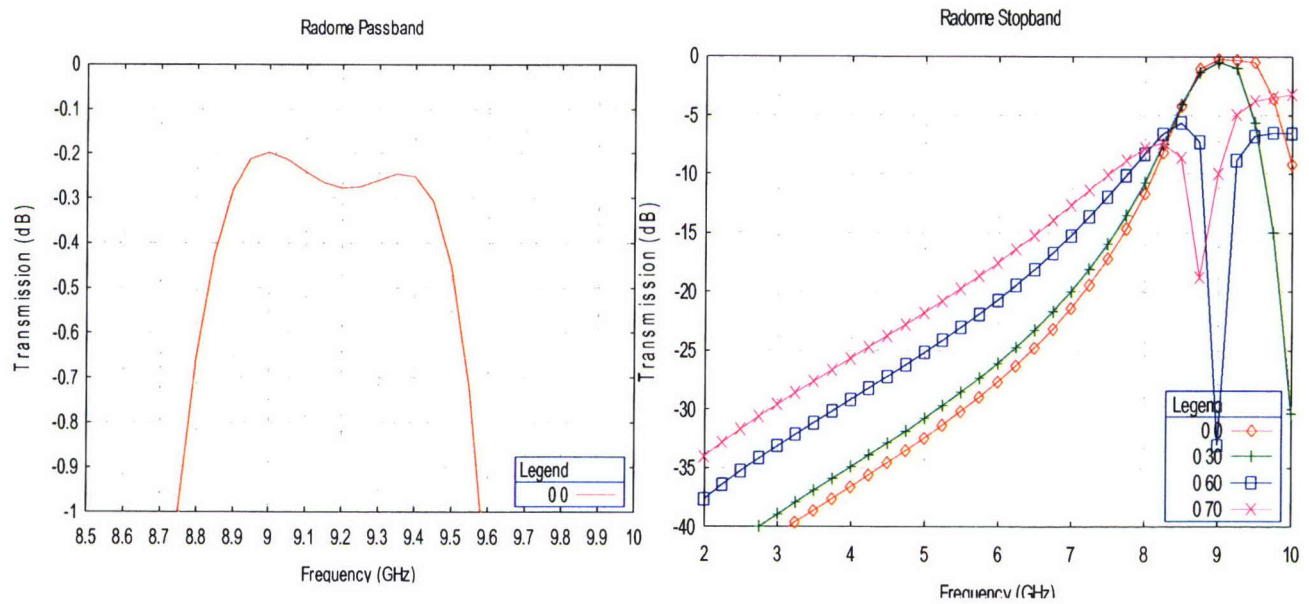 Radome Passband
0
-0.1
-0.2
-0.3
-0.4
-0.5
-0.6
-0.7
-0.8
-0.9
-1
Transmission (dB)
8.5 8.6 8.7 8.8 8.9 9 9.1 9.2 9.3 9.4 9.5 9.6 9.7 9.8 9.9 10
Frequency (GHz)
Legend
0 0
Radome Stopband
0
-5
-10
-15
-20
-25
-30
-35
-40
Transmission (dB)
2 3 4 5 6 7 8 9 10
Frequency (GHz)
Legend
0 0
0 30
0 60
0 70